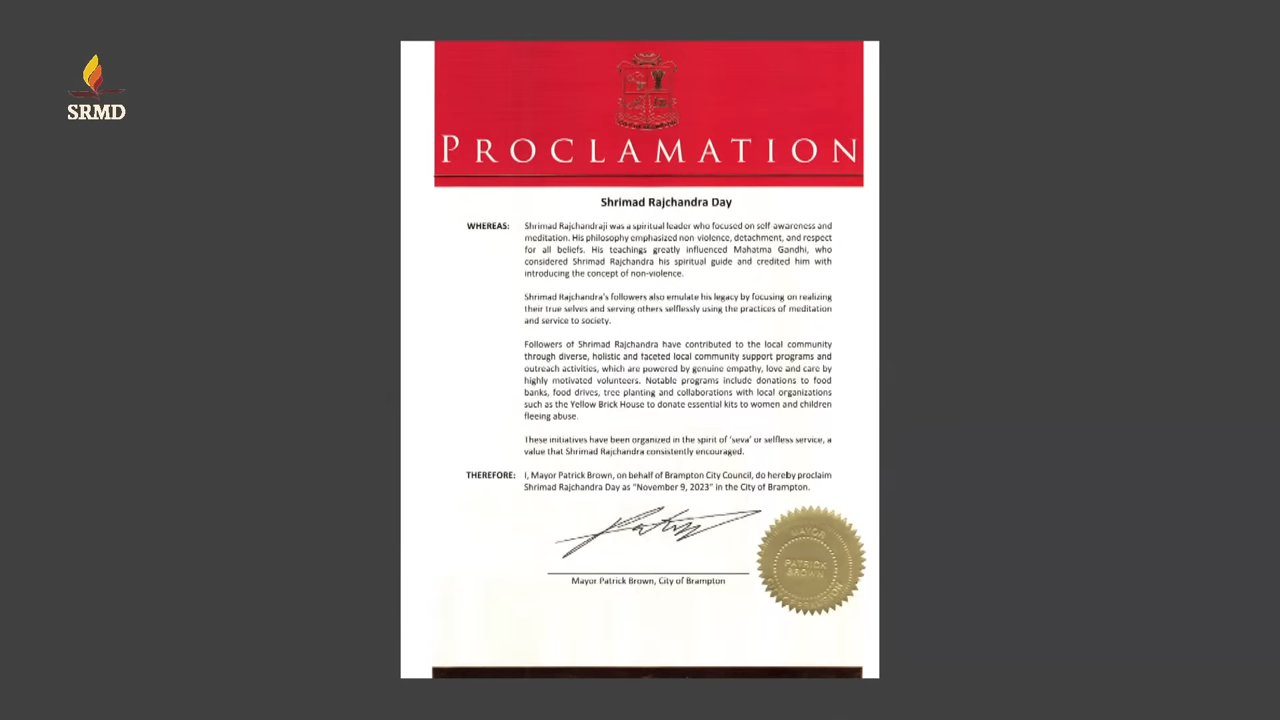 SRMD
PROCLAMATION
Shrimad Rajchandra Day
WHEREAS: Shrimad Rajchandraji was a spiritual leader who focused on self-awareness and
meditation. His philosophy emphasized non-violence, detachment, and respect
for all beliefs. His teachings greatly influenced Mahatma Gandhi, who
considered Shrimad Rajchandra his spiritual guide and credited him with
introducing the concept of non-violence.
Shrimad Rajchandra's followers also emulate his legacy by focusing on realizing
their true selves and serving others selflessly using the practices of meditation
and service to society.
Followers of Shrimad Rajchandra have contributed to the local community
through diverse, holistic and faceted local community support programs and
outreach activities, which are powered by genuine empathy, love and care by
highly motivated volunteers. Notable programs include donations to food
banks, food drives, tree planting and collaborations with local organizations
such as the Yellow Brick House to donate essential kits to women and children
fleeing abuse.
These initiatives have been organized in the spirit of 'seva' or selfless service, a
value that Shrimad Rajchandra consistently encouraged.
THEREFORE: I, Mayor Patrick Brown, on behalf of Brampton City Council, do hereby proclaim
Shrimad Rajchandra Day as "November 9, 2023" in the City of Brampton.
Mayor Patrick Brown, City of Brampton
MAYOR
PATRICK
BROWN